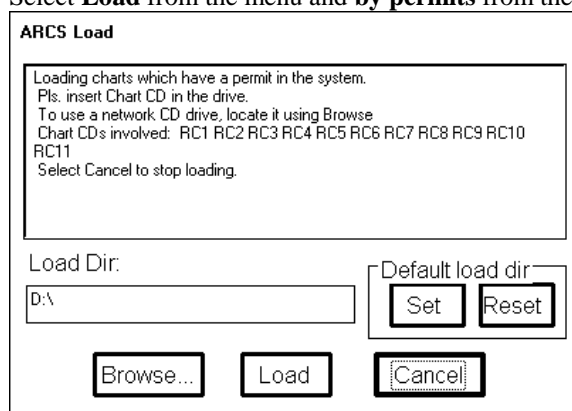 Select Load from the menu and by permits from the
ARCS Load
Loading charts which have a permit in the system.
Pls. insert Chart CD in the drive.
To use a network CD drive, locate it using Browse
Chart CDs involved: RC1 RC2 RC3 RC4 RC5 RC6 RC7 RC8 RC9 RC10
RC11
Select Cancel to stop loading.
Load Dir:
Default load dir
D:\
Set Reset
Browse... Load Cancel